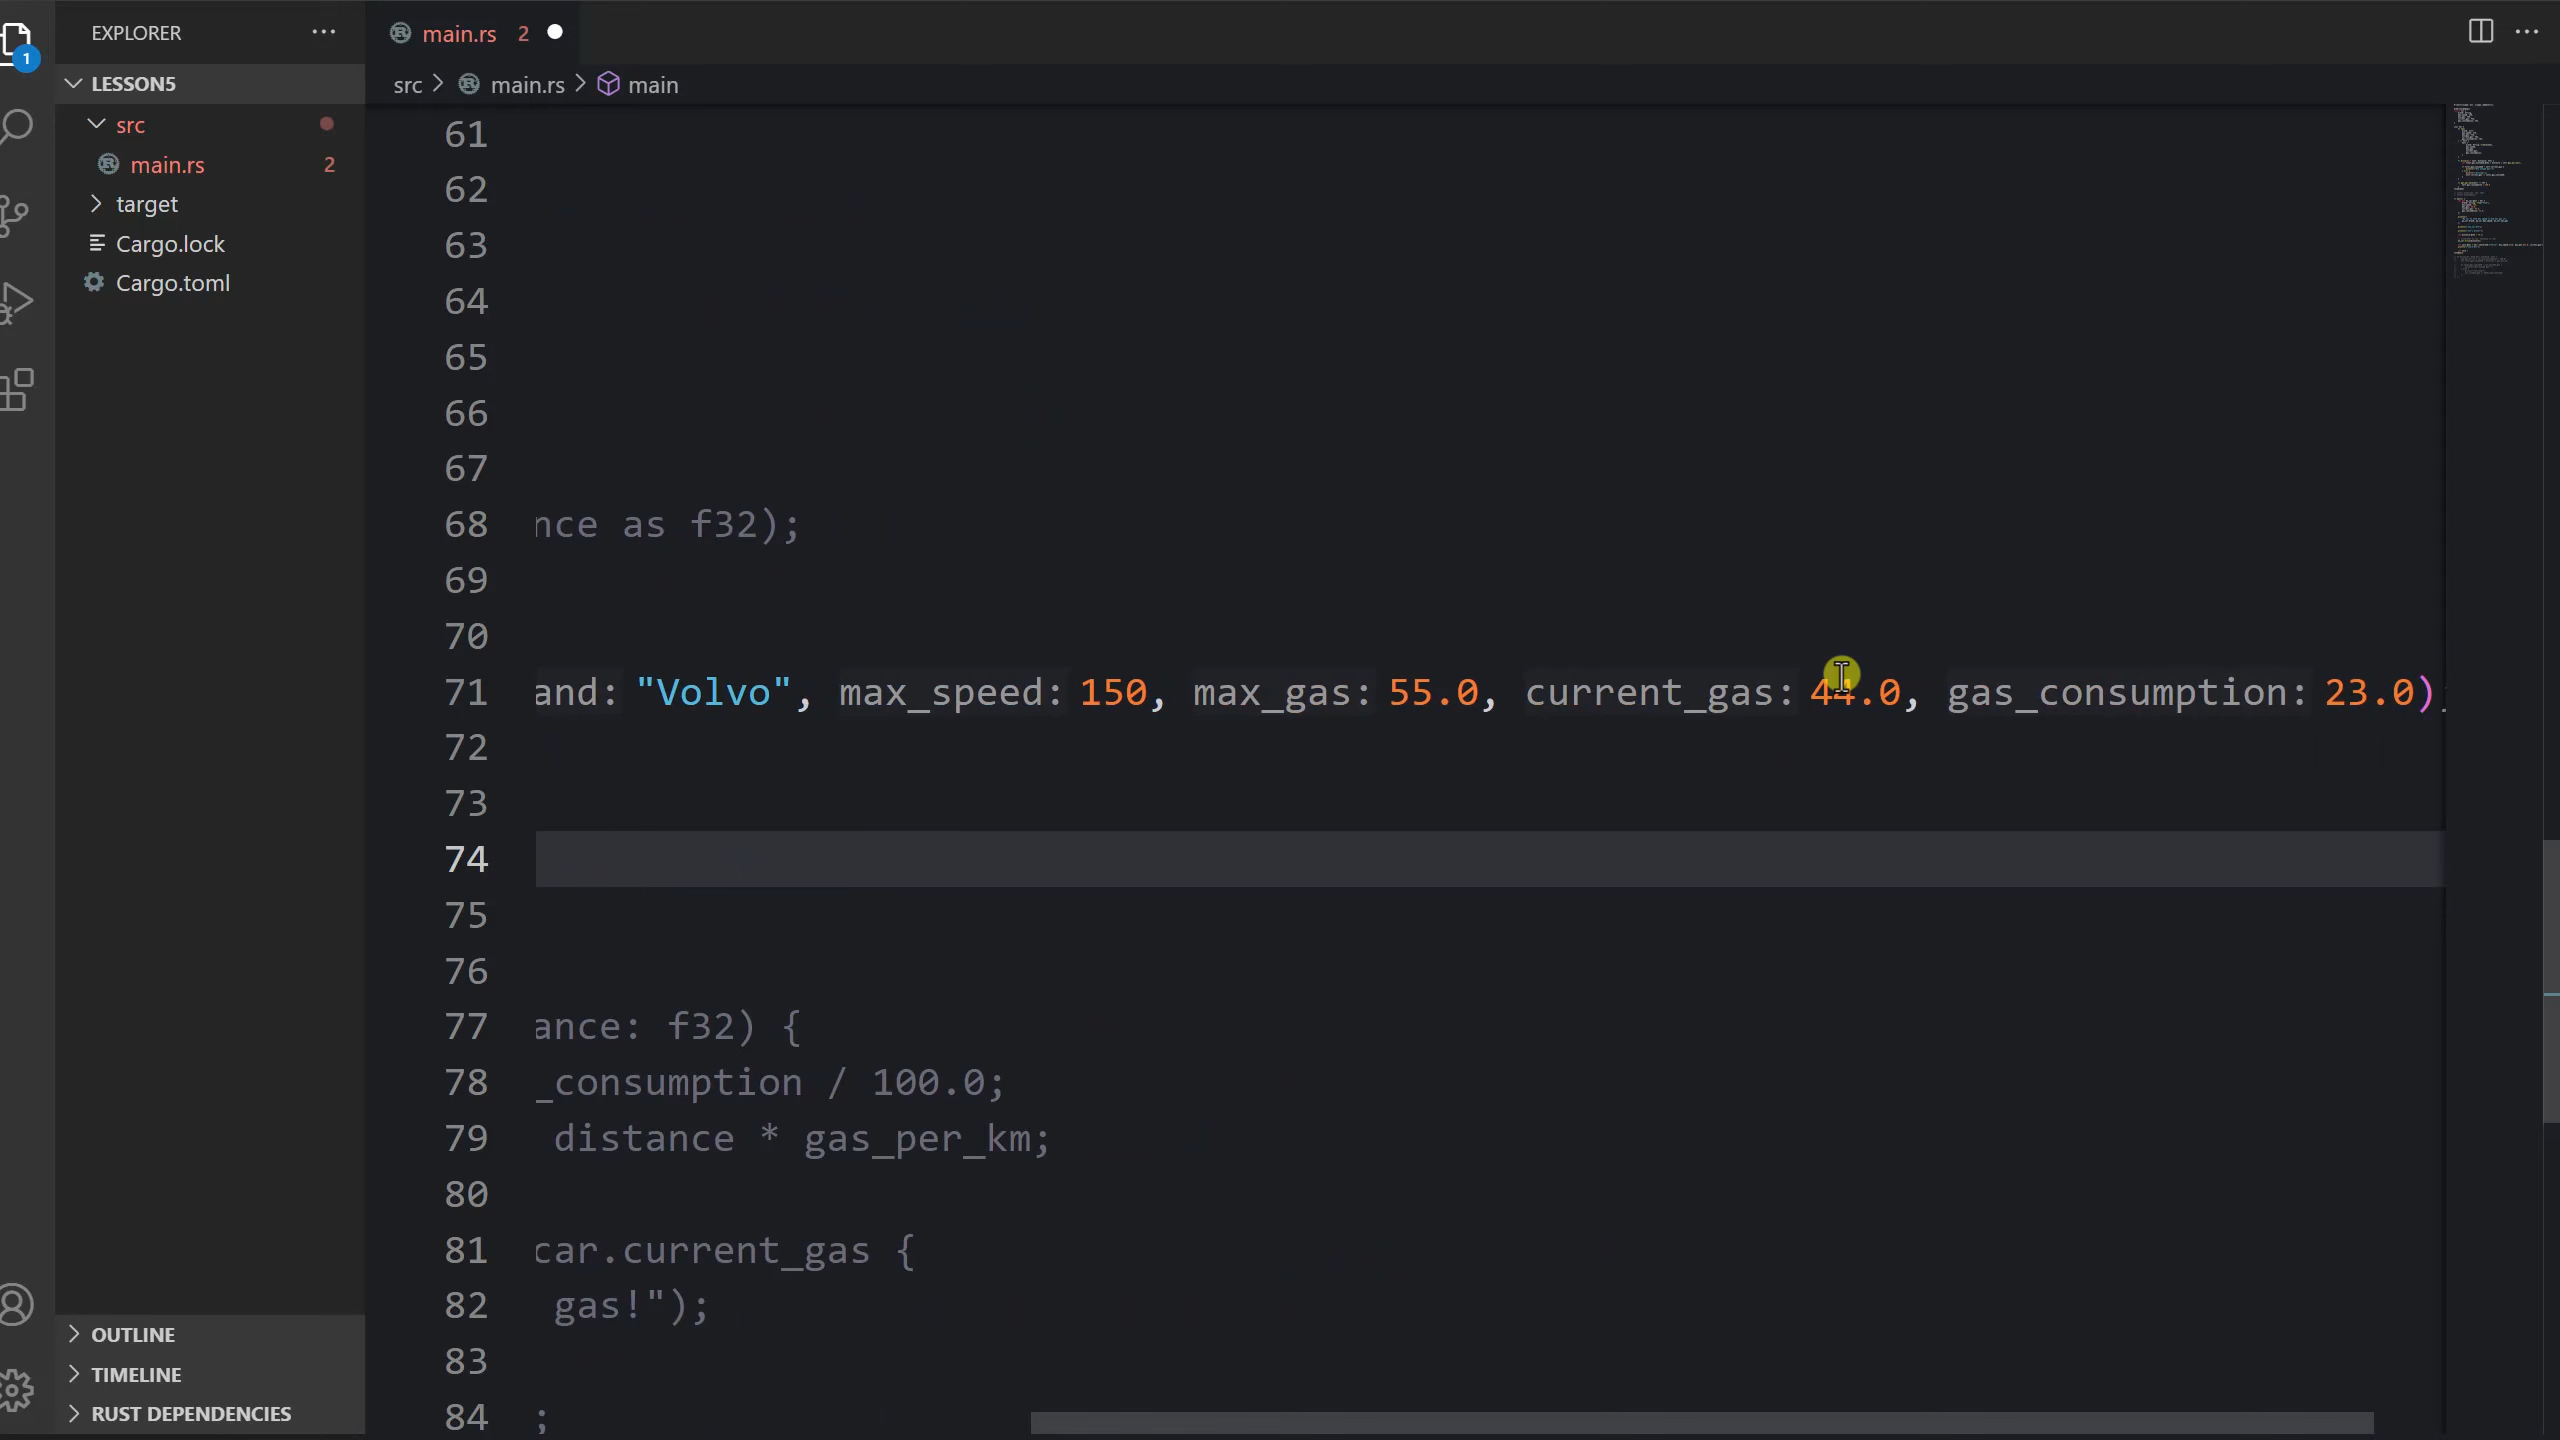 EXPLORER
main.rs 2
1
LESSON5
src > main.rs > main
src
main.rs 2
target
Cargo.lock
Cargo.toml
61
62
63
64
65
66
67
68 nce as f32);
69
70
71 and: "Volvo", max_speed: 150, max_gas: 55.0, current_gas: 44.0, gas_consumption: 23.0);
72
73
74
75
76
77 ance: f32) {
78 _consumption / 100.0;
79 distance * gas_per_km;
80
81 car.current_gas {
82 gas!");
83
84 ;
OUTLINE
TIMELINE
RUST DEPENDENCIES